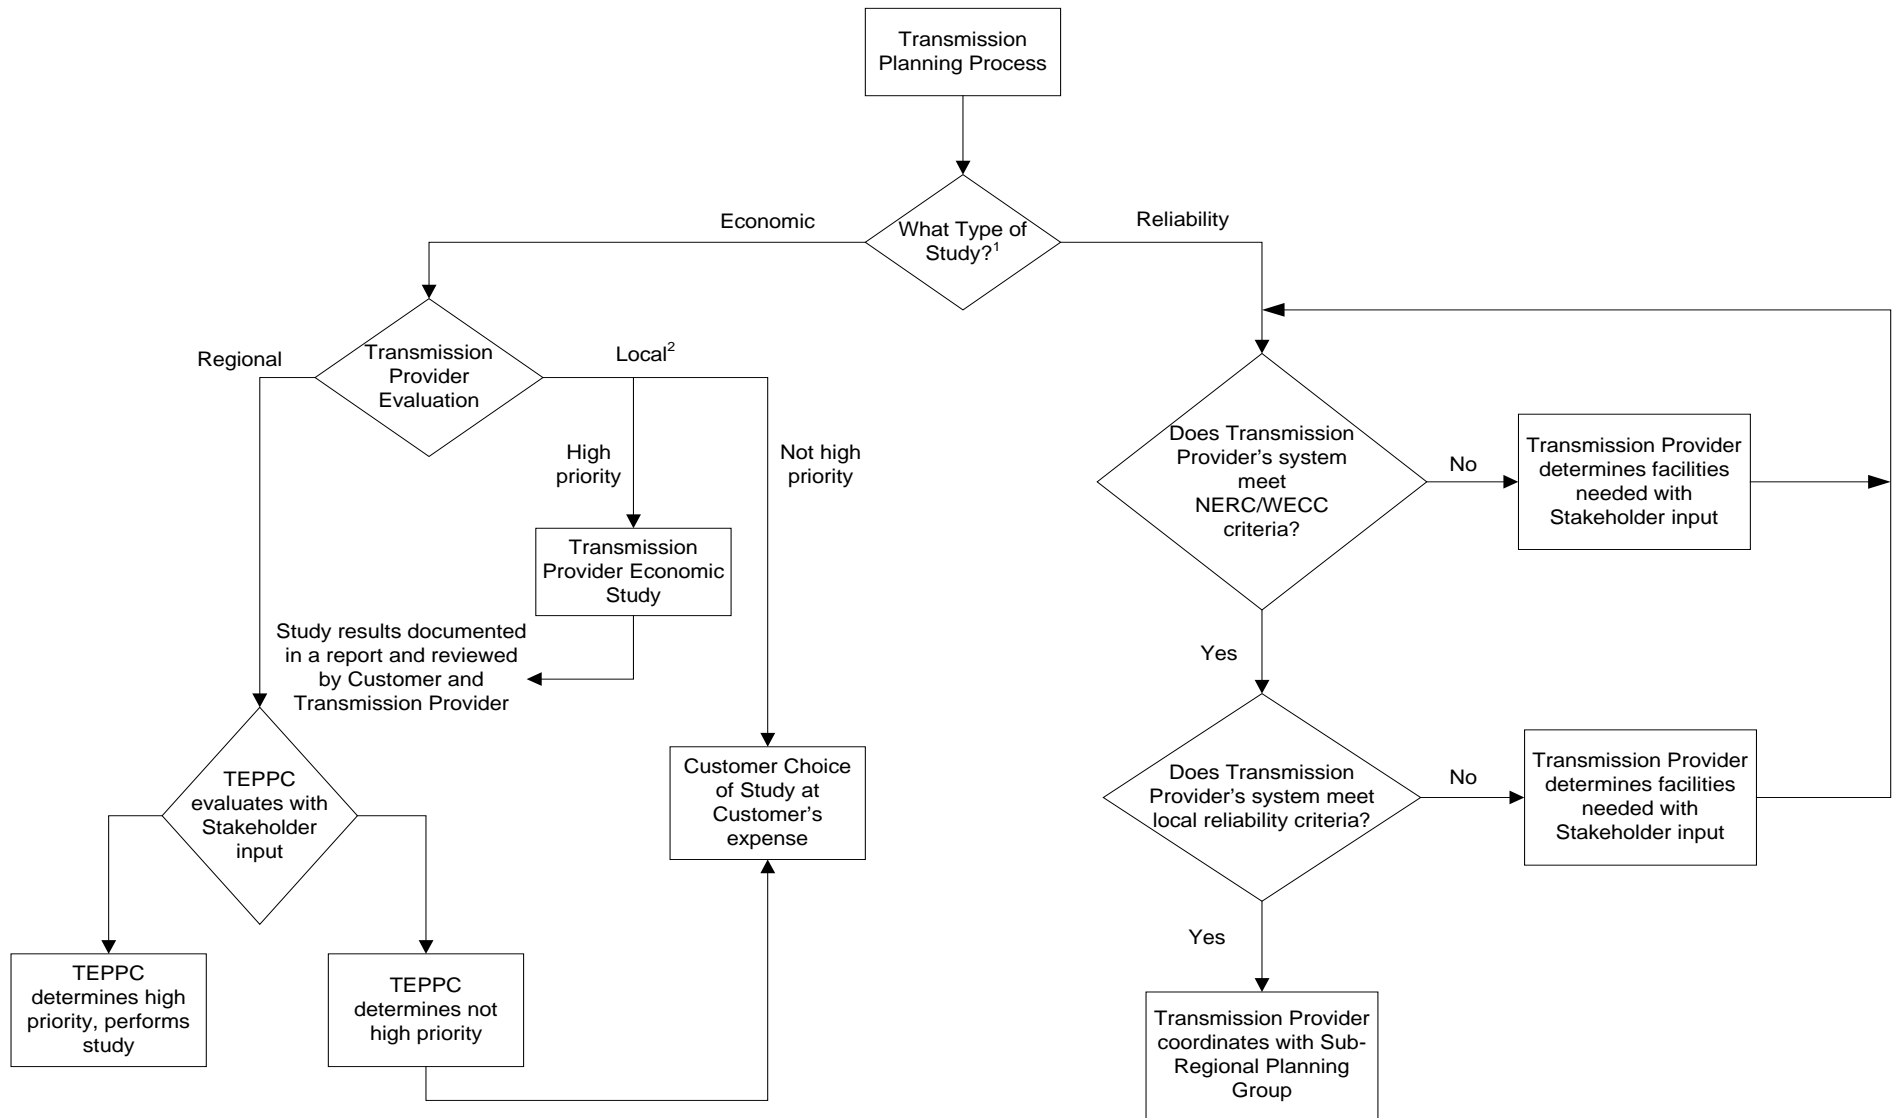 Transmission
Planning Process
What Type of
Study?¹
Economic
Reliability
Transmission
Provider
Evaluation
Regional
Local²
High
priority
Not high
priority
Transmission
Provider Economic
Study
Study results documented
in a report and reviewed
by Customer and
Transmission Provider
TEPPC
evaluates with
Stakeholder
input
Customer Choice
of Study at
Customer's
expense
TEPPC
determines high
priority, performs
study
TEPPC
determines not
high priority
Does Transmission
Provider's system
meet
NERC/WECC
criteria?
No
Transmission Provider
determines facilities
needed with
Stakeholder input
Yes
Does Transmission
Provider's system meet
local reliability criteria?
No
Transmission Provider
determines facilities
needed with
Stakeholder input
Yes
Transmission Provider
coordinates with Sub-
Regional Planning
Group